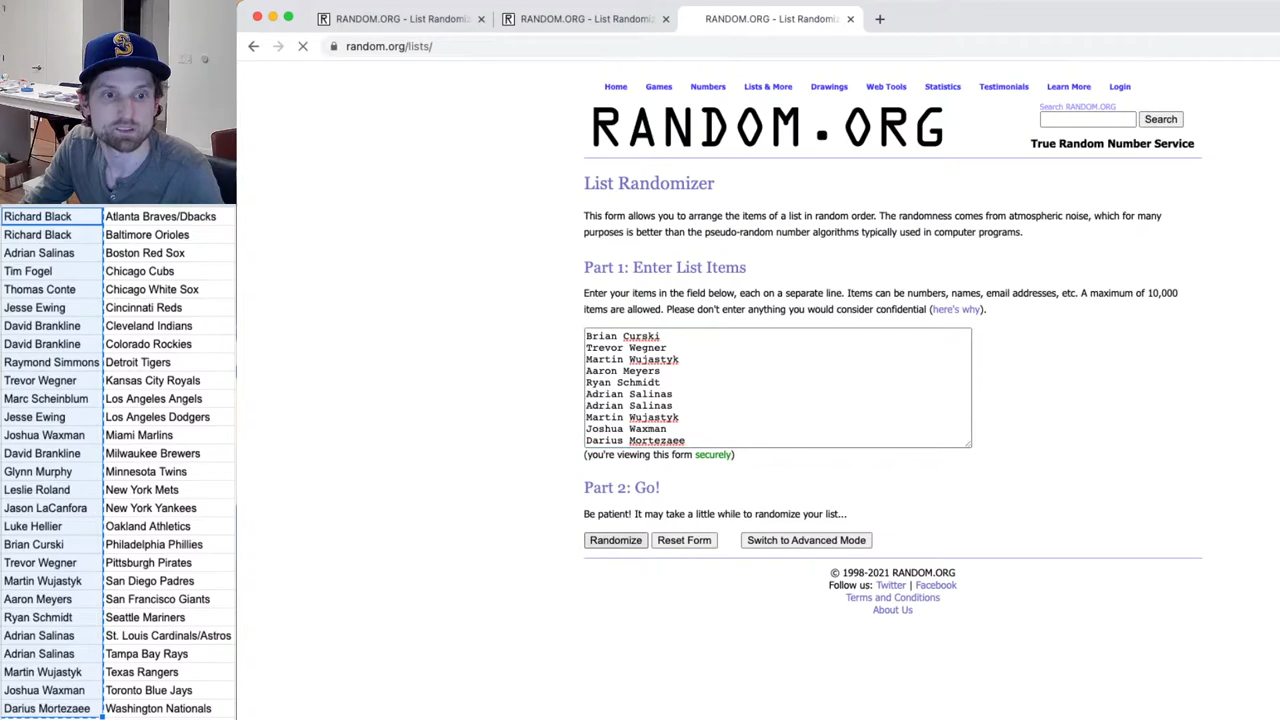 RANDOM.ORG - List Randomiz
RANDOM.ORG - List Randomiz
RANDOM.ORG - List Randomiz
random.org/lists/
Home Games Numbers Lists & More Drawings Web Tools Statistics Testimonials Learn More Login
RANDOM.ORG
Search RANDOM.ORG
Search
True Random Number Service
List Randomizer
This form allows you to arrange the items of a list in random order. The randomness comes from atmospheric noise, which for many
purposes is better than the pseudo-random number algorithms typically used in computer programs.
Part 1: Enter List Items
Enter your items in the field below, each on a separate line. Items can be numbers, names, email addresses, etc. A maximum of 10,000
items are allowed. Please don't enter anything you would consider confidential (here's why).
Brian Curski
Trevor Wegner
Martin Wujastyk
Aaron Meyers
Ryan Schmidt
Adrian Salinas
Adrian Salinas
Martin Wujastyk
Joshua Waxman
Darius Mortezaee
(you're viewing this form securely)
Part 2: Go!
Be patient! It may take a little while to randomize your list...
Randomize Reset Form Switch to Advanced Mode
© 1998-2021 RANDOM.ORG
Follow us: Twitter | Facebook
Terms and Conditions
About Us
Richard Black Atlanta Braves/Dbacks
Richard Black Baltimore Orioles
Adrian Salinas Boston Red Sox
Tim Fogel Chicago Cubs
Thomas Conte Chicago White Sox
Jesse Ewing Cincinnati Reds
David Brankline Cleveland Indians
David Brankline Colorado Rockies
Raymond Simmons Detroit Tigers
Trevor Wegner Kansas City Royals
Marc Scheinblum Los Angeles Angels
Jesse Ewing Los Angeles Dodgers
Joshua Waxman Miami Marlins
David Brankline Milwaukee Brewers
Glynn Murphy Minnesota Twins
Leslie Roland New York Mets
Jason LaCanfora New York Yankees
Luke Hellier Oakland Athletics
Brian Curski Philadelphia Phillies
Trevor Wegner Pittsburgh Pirates
Martin Wujastyk San Diego Padres
Aaron Meyers San Francisco Giants
Ryan Schmidt Seattle Mariners
Adrian Salinas St. Louis Cardinals/Astros
Adrian Salinas Tampa Bay Rays
Martin Wujastyk Texas Rangers
Joshua Waxman Toronto Blue Jays
Darius Mortezaee Washington Nationals